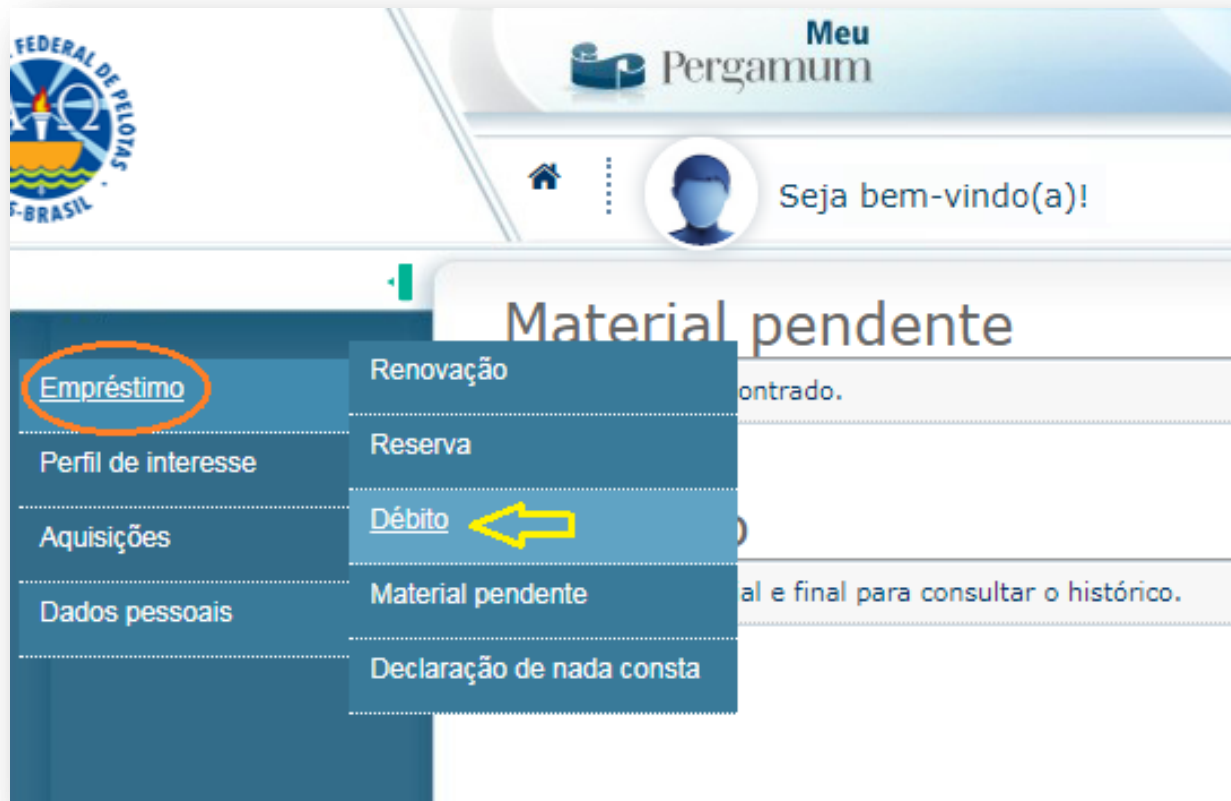 FEDERAL DE PELOTAS
S-BRASIL
Meu
Pergamum
Seja bem-vindo(a)!
Material pendente
ontrado.
al e final para consultar o histórico.
Empréstimo
Perfil de interesse
Aquisições
Dados pessoais
Renovação
Reserva
Débito
Material pendente
Declaração de nada consta